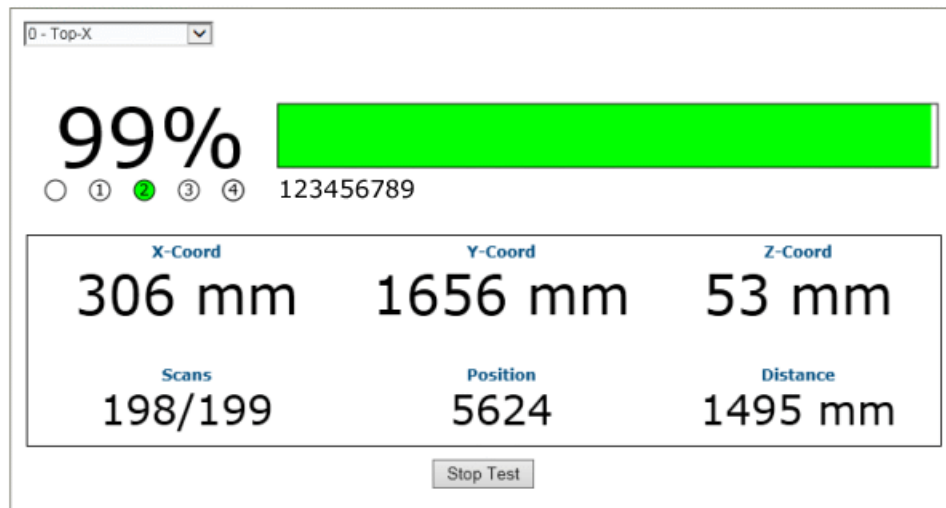 0 - Top-X
99%
1 2 3 4
123456789
X-Coord Y-Coord Z-Coord
306 mm 1656 mm 53 mm
Scans Position Distance
198/199 5624 1495 mm
Stop Test